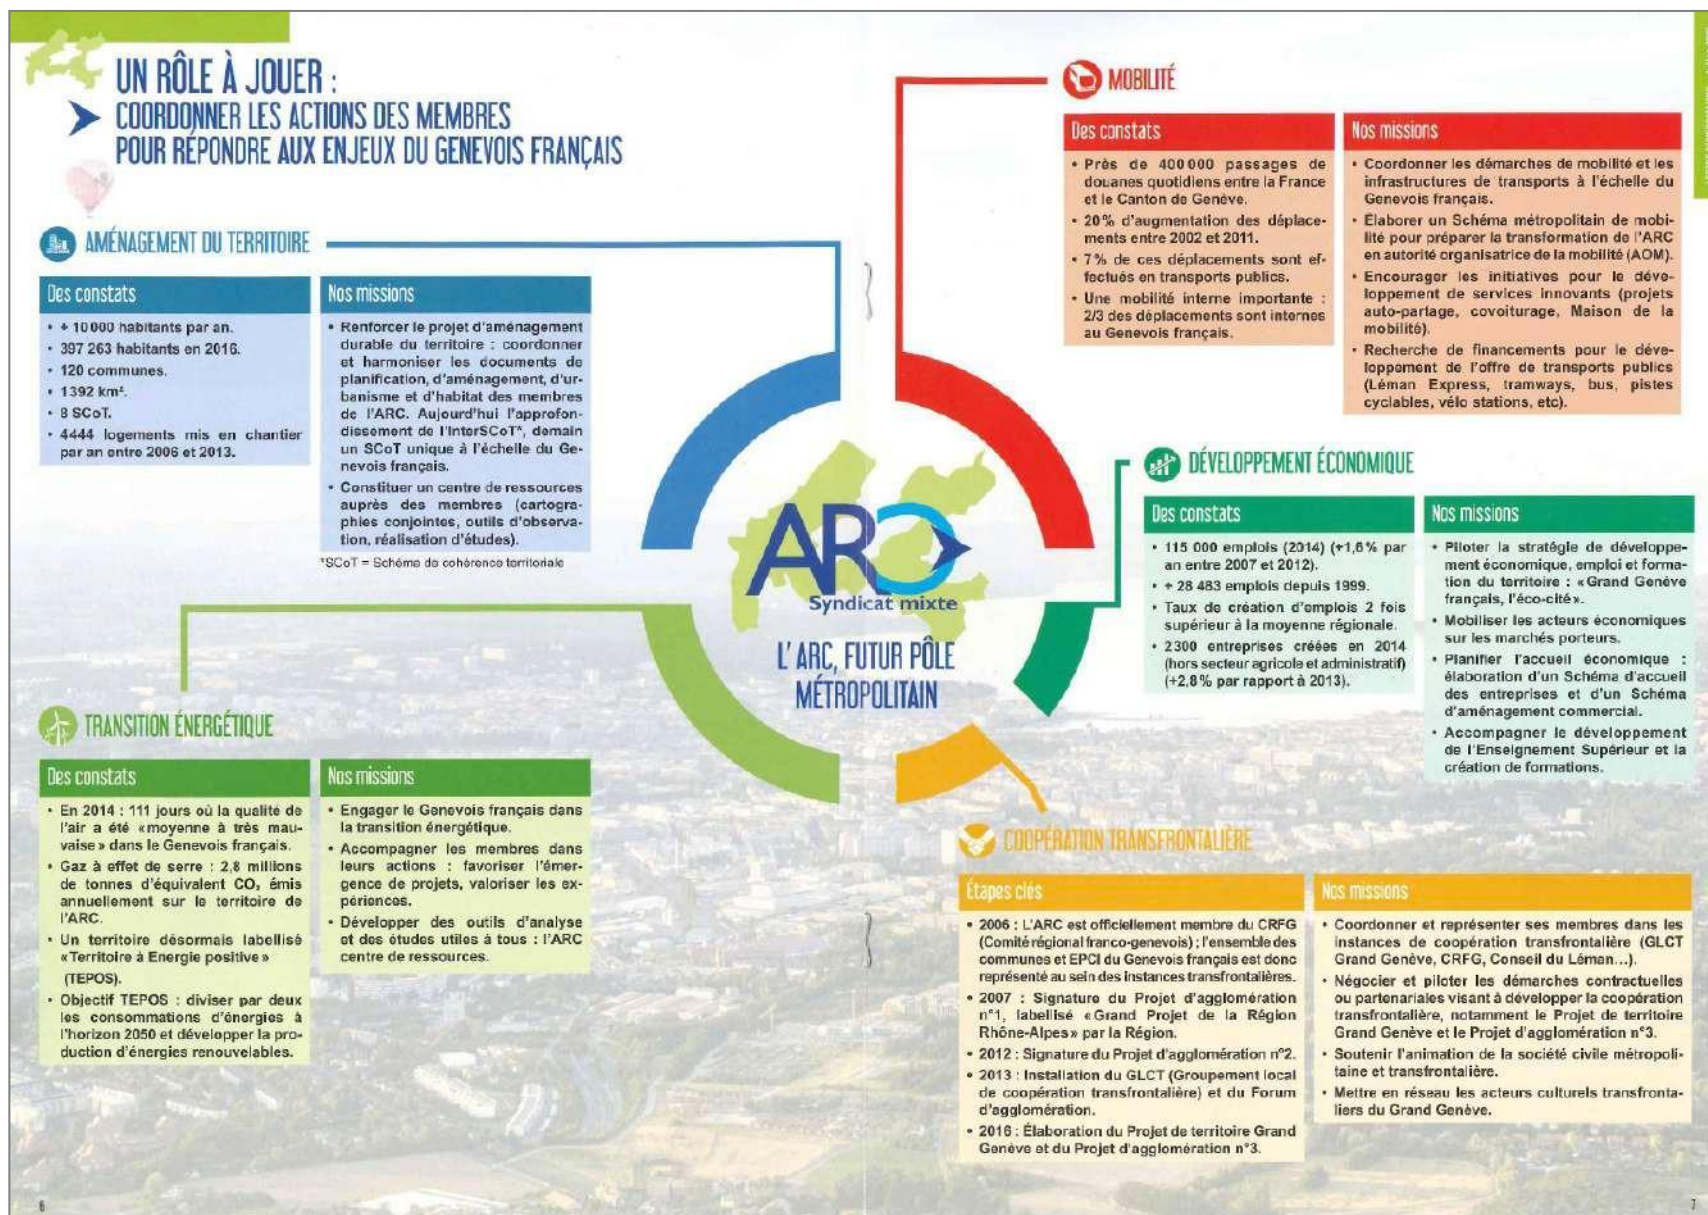 UN RÔLE À JOUER :
COORDONNER LES ACTIONS DES MEMBRES
POUR RÉPONDRE AUX ENJEUX DU GENEVOIS FRANÇAIS
AMÉNAGEMENT DU TERRITOIRE
Des constats
• + 10 000 habitants par an.
• 397 263 habitants en 2016.
• 120 communes.
• 1392 km².
• 8 SCoT.
• 4444 logements mis en chantier
par an entre 2006 et 2013.
Nos missions
• Renforcer le projet d'aménagement
durable du territoire : coordonner
et harmoniser les documents de
planification, d'aménagement, d'ur-
banisme et d'habitat des membres
de l'ARC. Aujourd'hui l'approfon-
dissement de l'InterSCoT*, demain
un SCoT unique à l'échelle du Ge-
nevois français.
• Constituer un centre de ressources
auprès des membres (cartogra-
phies conjointes, outils d'observa-
tion, réalisation d'études).
*SCoT = Schéma de cohérence territoriale
TRANSITION ÉNERGÉTIQUE
Des constats
• En 2014 : 111 jours où la qualité de
l'air a été «moyenne à très mau-
vaise» dans le Genevois français.
• Gaz à effet de serre : 2,8 millions
de tonnes d'équivalent CO₂ émis
annuellement sur le territoire de
l'ARC.
• Un territoire désormais labellisé
«Territoire à Energie positive»
(TEPOS).
• Objectif TEPOS : diviser par deux
les consommations d'énergies à
l'horizon 2050 et développer la pro-
duction d'énergies renouvelables.
Nos missions
• Engager le Genevois français dans
la transition énergétique.
• Accompagner les membres dans
leurs actions : favoriser l'émer-
gence de projets, valoriser les ex-
périences.
• Développer des outils d'analyse
et des études utiles à tous : l'ARC
centre de ressources.
ARC
Syndicat mixte
L'ARC, FUTUR PÔLE
MÉTROPOLITAIN
MOBILITÉ
Des constats
• Près de 400 000 passages de
douanes quotidiens entre la France
et le Canton de Genève.
• 20% d'augmentation des déplace-
ments entre 2002 et 2011.
• 7% de ces déplacements sont ef-
fectués en transports publics.
• Une mobilité interne importante :
2/3 des déplacements sont internes
au Genevois français.
Nos missions
• Coordonner les démarches de mobilité et les
infrastructures de transports à l'échelle du
Genevois français.
• Élaborer un Schéma métropolitain de mobi-
lité pour préparer la transformation de l'ARC
en autorité organisatrice de la mobilité (AOM).
• Encourager les initiatives pour le déve-
loppement de services innovants (projets
auto-partage, covoiturage, Maison de la
mobilité).
• Recherche de financements pour le déve-
loppement de l'offre de transports publics
(Léman Express, tramways, bus, pistes
cyclables, vélo stations, etc).
DÉVELOPPEMENT ÉCONOMIQUE
Des constats
• 115 000 emplois (2014) (+1,6% par
an entre 2007 et 2012).
• + 28 483 emplois depuis 1999.
• Taux de création d'emplois 2 fois
supérieur à la moyenne régionale.
• 2300 entreprises créées en 2014
(hors secteur agricole et administratif)
(+2,8% par rapport à 2013).
Nos missions
• Piloter la stratégie de développe-
ment économique, emploi et forma-
tion du territoire : «Grand Genève
français, l'éco-cité».
• Mobiliser les acteurs économiques
sur les marchés porteurs.
• Planifier l'accueil économique :
élaboration d'un Schéma d'accueil
des entreprises et d'un Schéma
d'aménagement commercial.
• Accompagner le développement
de l'Enseignement Supérieur et la
création de formations.
COOPÉRATION TRANSFRONTALIÈRE
Étapes clés
• 2006 : L'ARC est officiellement membre du CRFG
(Comité régional franco-genevois) ; l'ensemble des
communes et EPCI du Genevois français est donc
représenté au sein des instances transfrontalières.
• 2007 : Signature du Projet d'agglomération
n°1, labellisé «Grand Projet de la Région
Rhône-Alpes» par la Région.
• 2012 : Signature du Projet d'agglomération n°2.
• 2013 : Installation du GLCT (Groupement local
de coopération transfrontalière) et du Forum
d'agglomération.
• 2016 : Élaboration du Projet de territoire Grand
Genève et du Projet d'agglomération n°3.
Nos missions
• Coordonner et représenter ses membres dans les
instances de coopération transfrontalière (GLCT
Grand Genève, CRFG, Conseil du Léman...).
• Négocier et piloter les démarches contractuelles
ou partenariales visant à développer la coopération
transfrontalière, notamment le Projet de territoire
Grand Genève et le Projet d'agglomération n°3.
• Soutenir l'animation de la société civile métropoli-
taine et transfrontalière.
• Mettre en réseau les acteurs culturels transfronta-
liers du Grand Genève.
6
7